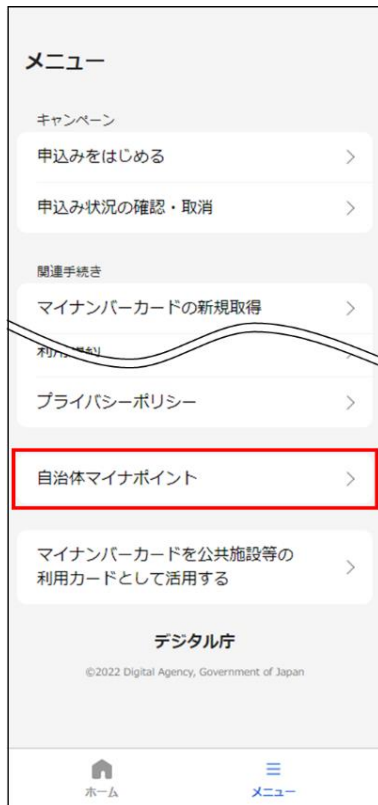 メニュー
キャンペーン
申込みをはじめる
申込み状況の確認・取消
関連手続き
マイナンバーカードの新規取得
プライバシーポリシー
自治体マイナポイント
マイナンバーカードを公共施設等の
利用カードとして活用する
デジタル庁
©2022 Digital Agency, Government of Japan
ホーム
メニュー